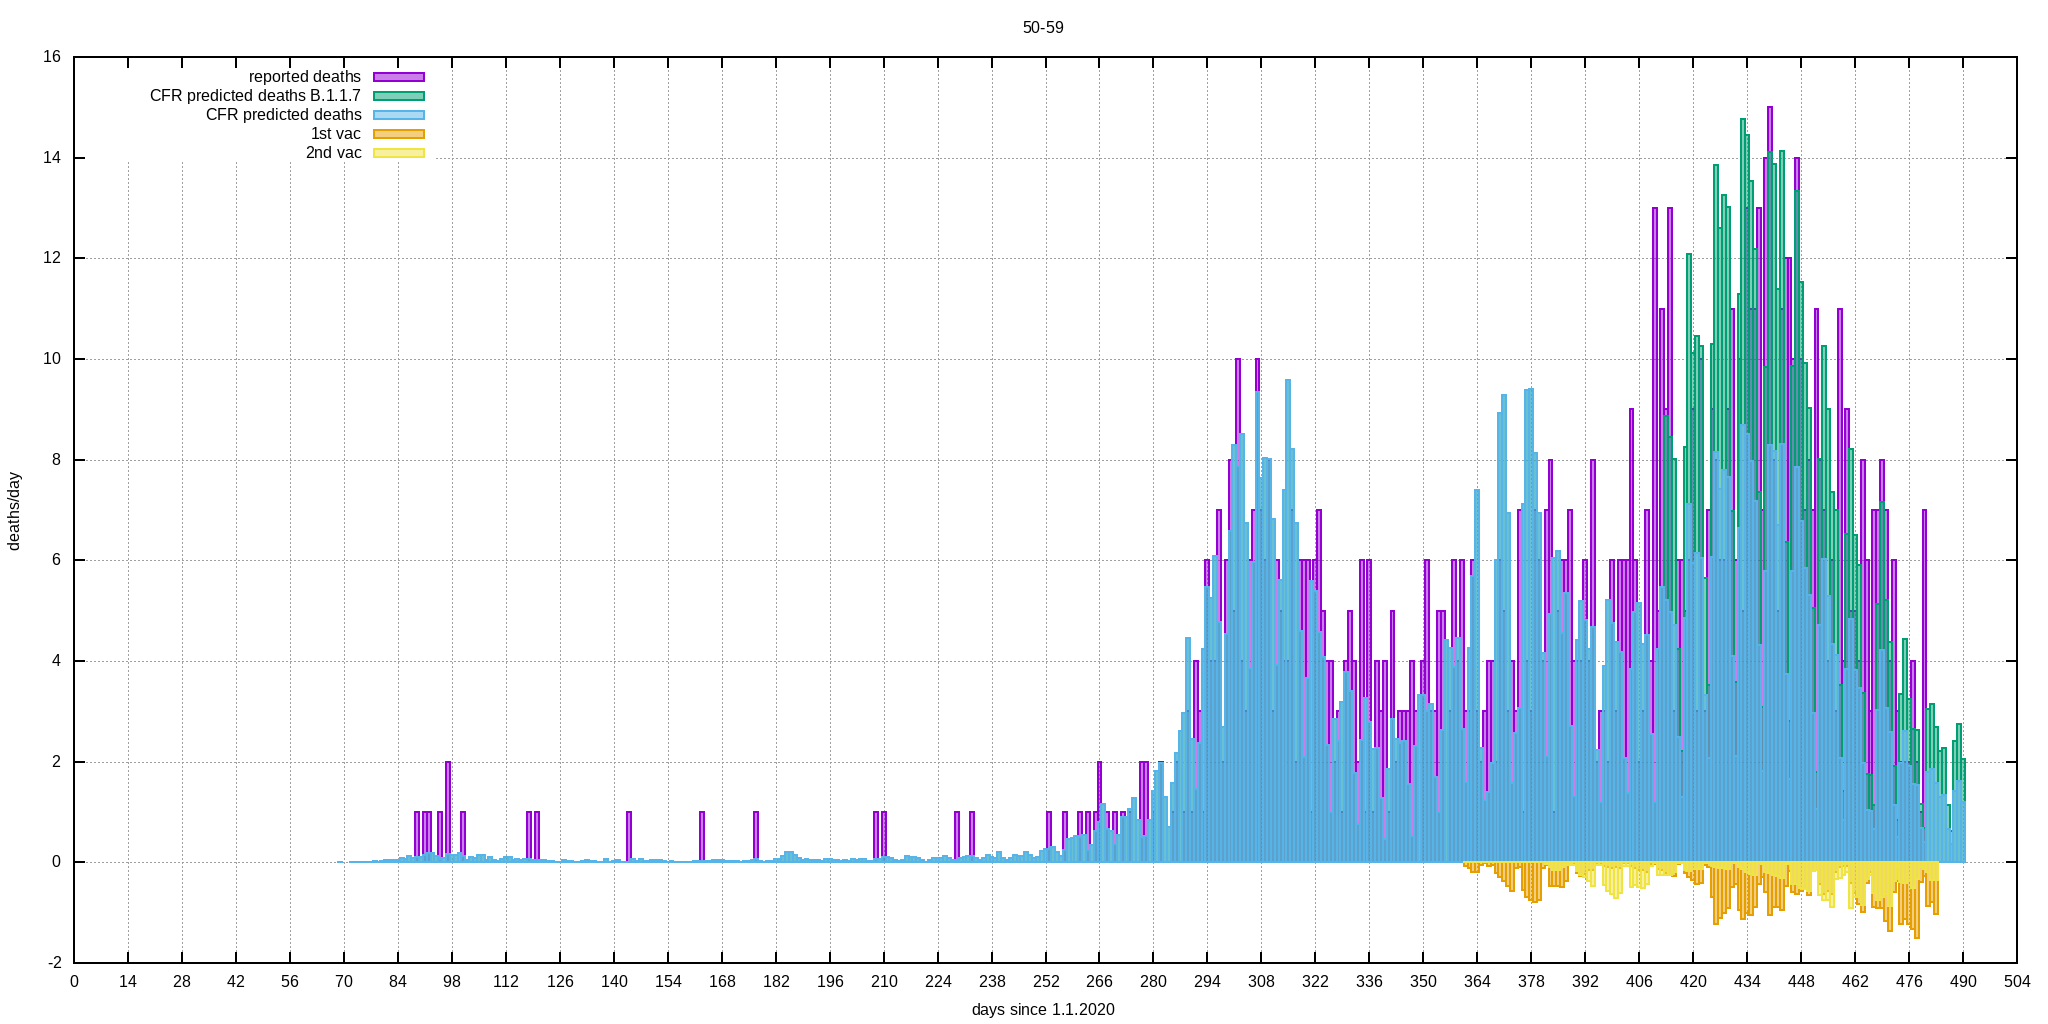 50-59
reported deaths
CFR predicted deaths B.1.1.7
CFR predicted deaths
1st vac
2nd vac
16
14
12
10
8
6
4
2
0
-2
deaths/day
0 14 28 42 56 70 84 98 112 126 140 154 168 182 196 210 224 238 252 266 280 294 308 322 336 350 364 378 392 406 420 434 448 462 476 490 504
days since 1.1.2020